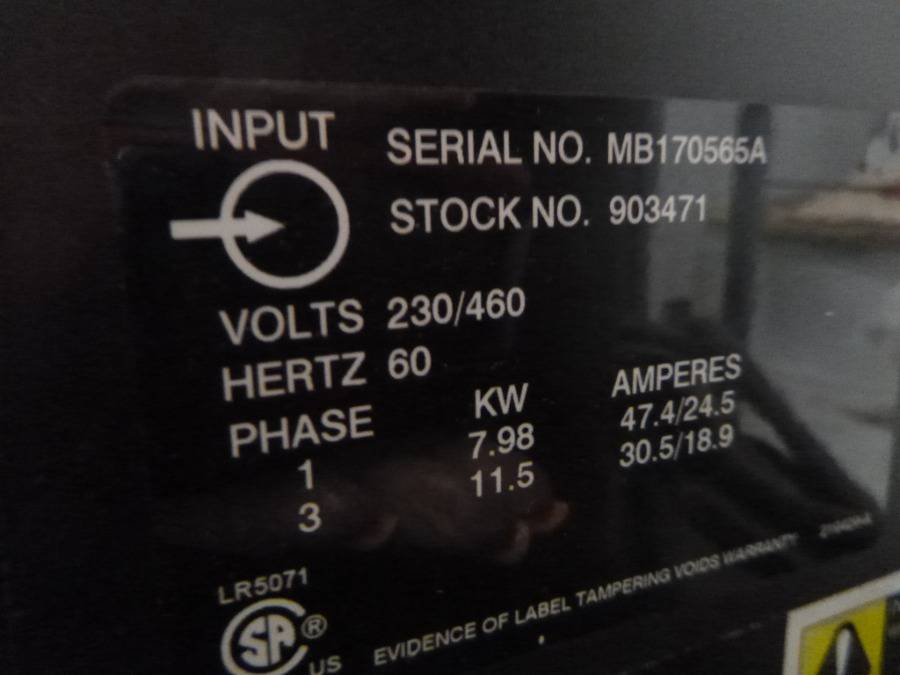 INPUT
SERIAL NO. MB170565A
STOCK NO. 903471
VOLTS 230/460
HERTZ 60
PHASE KW AMPERES
1 7.98 47.4/24.5
3 11.5 30.5/18.9
LR5071
SA ®
US
EVIDENCE OF LABEL TAMPERING VOIDS WARRANTY